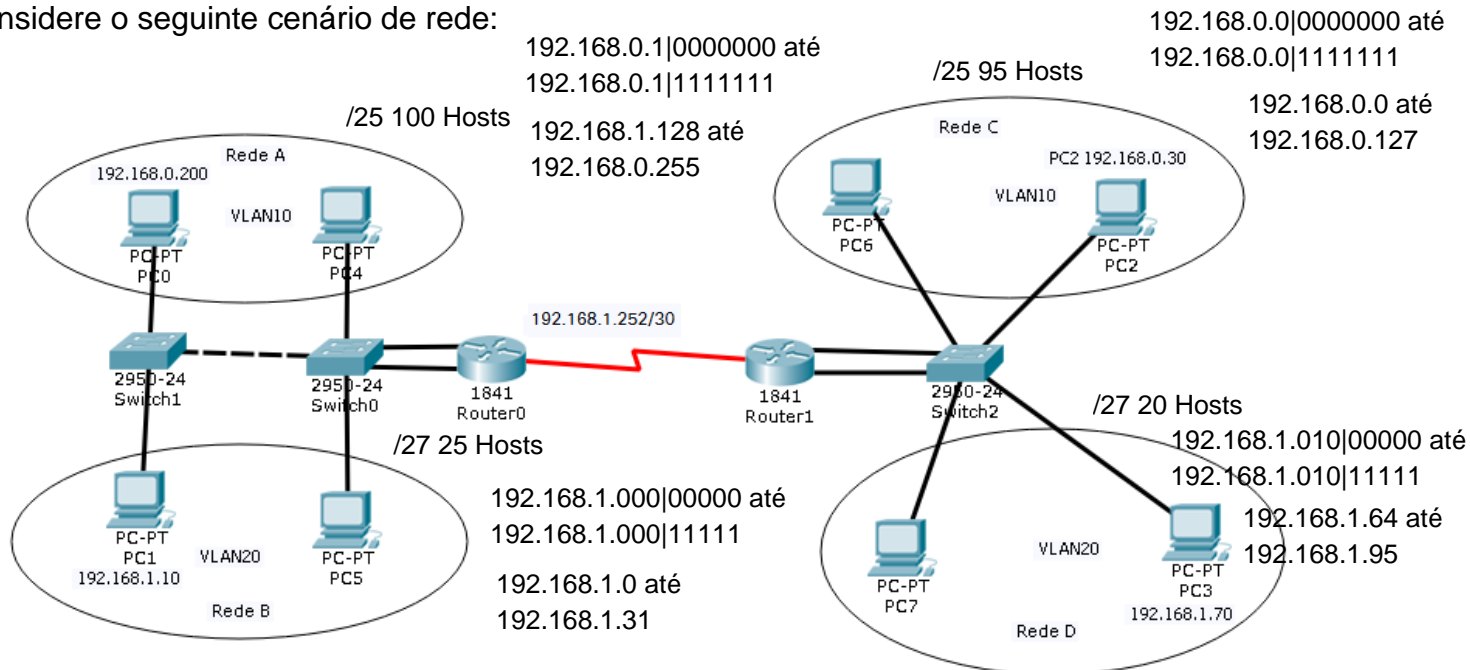 nsidere o seguinte cenário de rede:
192.168.0.1|0000000 até
192.168.0.1|1111111
/25 100 Hosts
192.168.1.128 até
192.168.0.255
Rede A
192.168.0.200
VLAN10
PC-PT
PC0
PC-PT
PC4
192.168.0.0|0000000 até
192.168.0.0|1111111
/25 95 Hosts
192.168.0.0 até
192.168.0.127
Rede C
PC2 192.168.0.30
VLAN10
PC-PT
PC6
PC-PT
PC2
192.168.1.252/30
2950-24
Switch1
2950-24
Switch0
1841
Router0
1841
Router1
2950-24
Switch2
/27 25 Hosts
192.168.1.000|00000 até
192.168.1.000|11111
192.168.1.0 até
192.168.1.31
PC-PT
PC1
192.168.1.10
VLAN20
PC-PT
PC5
Rede B
/27 20 Hosts
192.168.1.010|00000 até
192.168.1.010|11111
192.168.1.64 até
192.168.1.95
VLAN20
PC-PT
PC7
PC-PT
PC3
192.168.1.70
Rede D